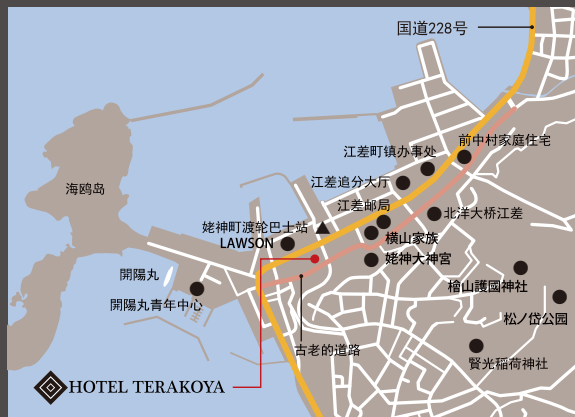 国道228号
前中村家庭住宅
江差町镇办事处
江差追分大厅
海鸥岛
江差邮局
北洋大桥江差
姥神町渡轮巴士站
LAWSON
横山家族
姥神大神宮
開陽丸
檜山護國神社
開陽丸青年中心
松ノ岱公园
古老的道路
賢光稲荷神社
HOTEL TERAKOYA